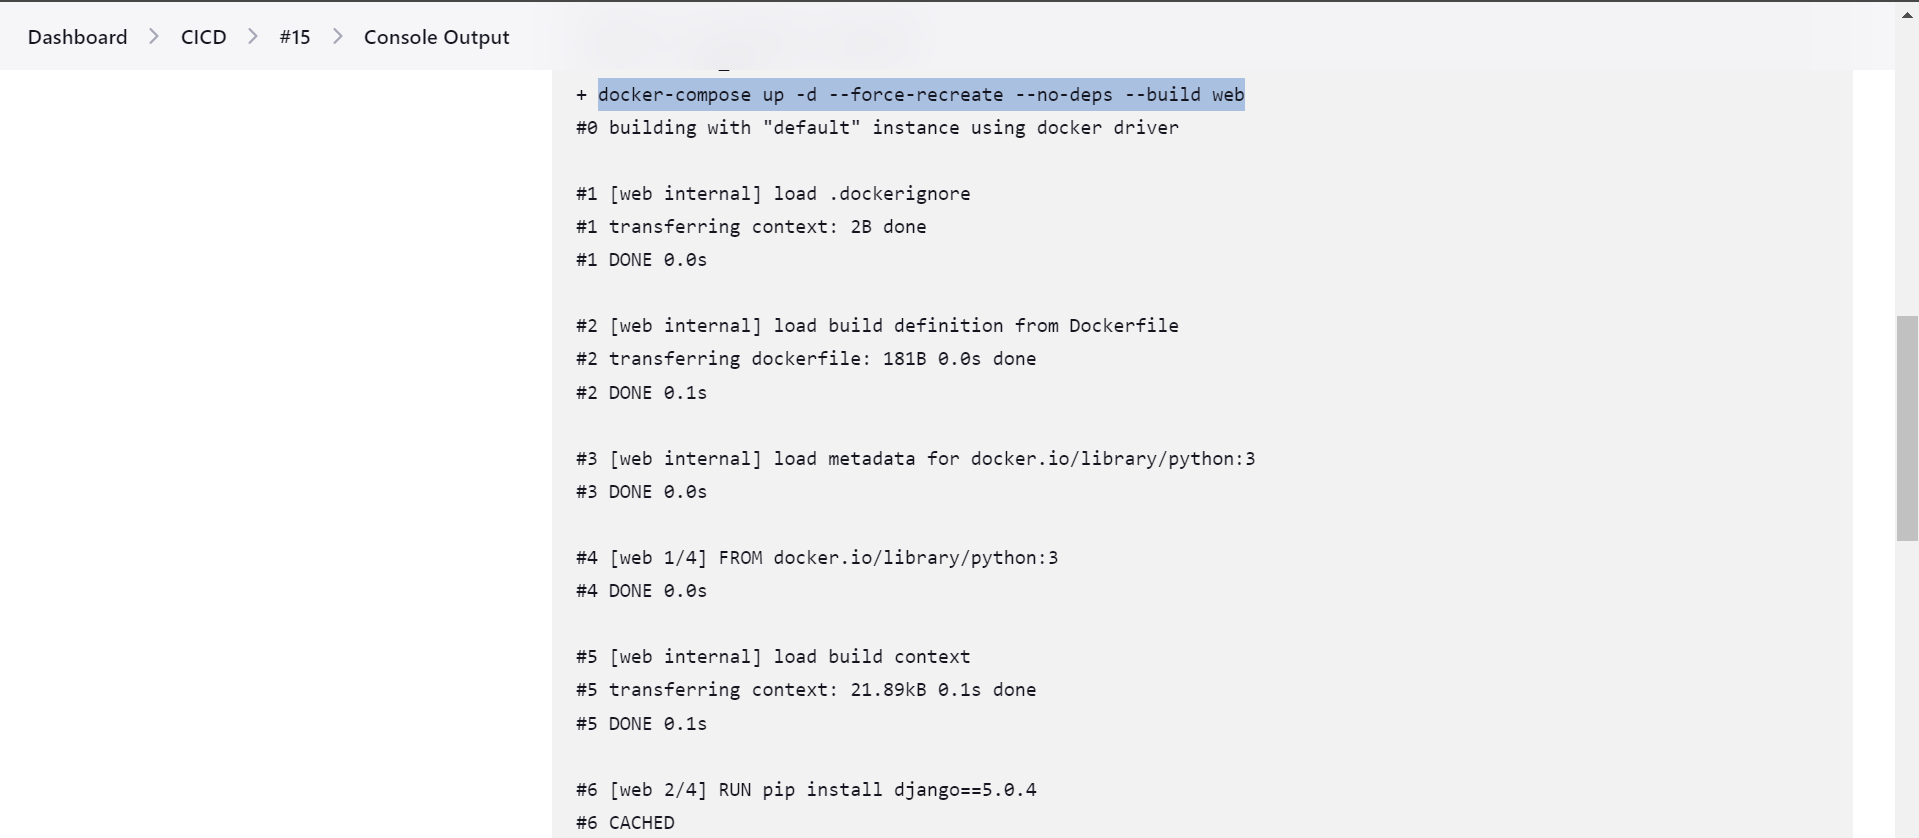 Dashboard > CICD > #15 > Console Output
+ docker-compose up -d --force-recreate --no-deps --build web
#0 building with "default" instance using docker driver
#1 [web internal] load .dockerignore
#1 transferring context: 2B done
#1 DONE 0.0s
#2 [web internal] load build definition from Dockerfile
#2 transferring dockerfile: 181B 0.0s done
#2 DONE 0.1s
#3 [web internal] load metadata for docker.io/library/python:3
#3 DONE 0.0s
#4 [web 1/4] FROM docker.io/library/python:3
#4 DONE 0.0s
#5 [web internal] load build context
#5 transferring context: 21.89kB 0.1s done
#5 DONE 0.1s
#6 [web 2/4] RUN pip install django==5.0.4
#6 CACHED